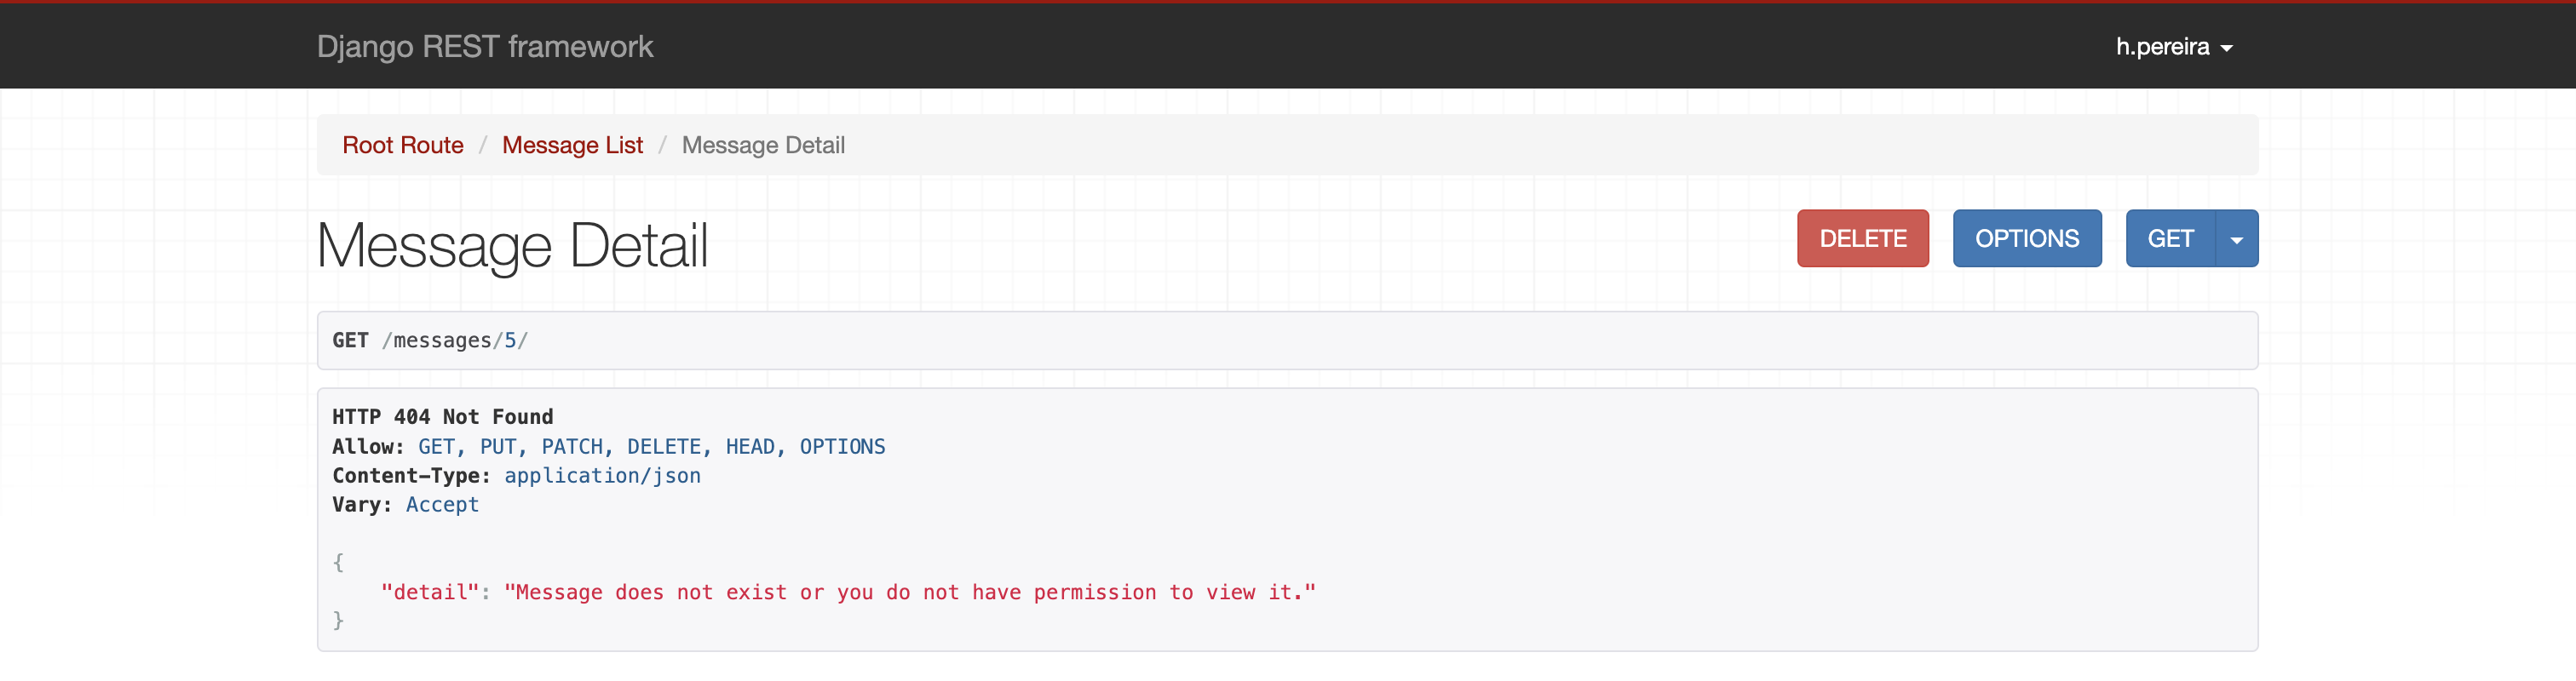 Django REST framework
h.pereira
Root Route / Message List / Message Detail
Message Detail
DELETE OPTIONS GET
GET /messages/5/
HTTP 404 Not Found
Allow: GET, PUT, PATCH, DELETE, HEAD, OPTIONS
Content-Type: application/json
Vary: Accept
{
"detail": "Message does not exist or you do not have permission to view it."
}